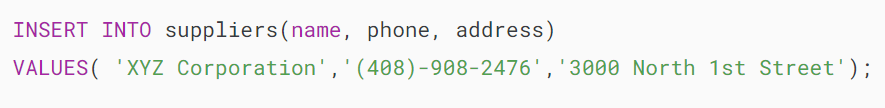 INSERT INTO suppliers(name, phone, address)
VALUES( 'XYZ Corporation','(408)-908-2476','3000 North 1st Street');